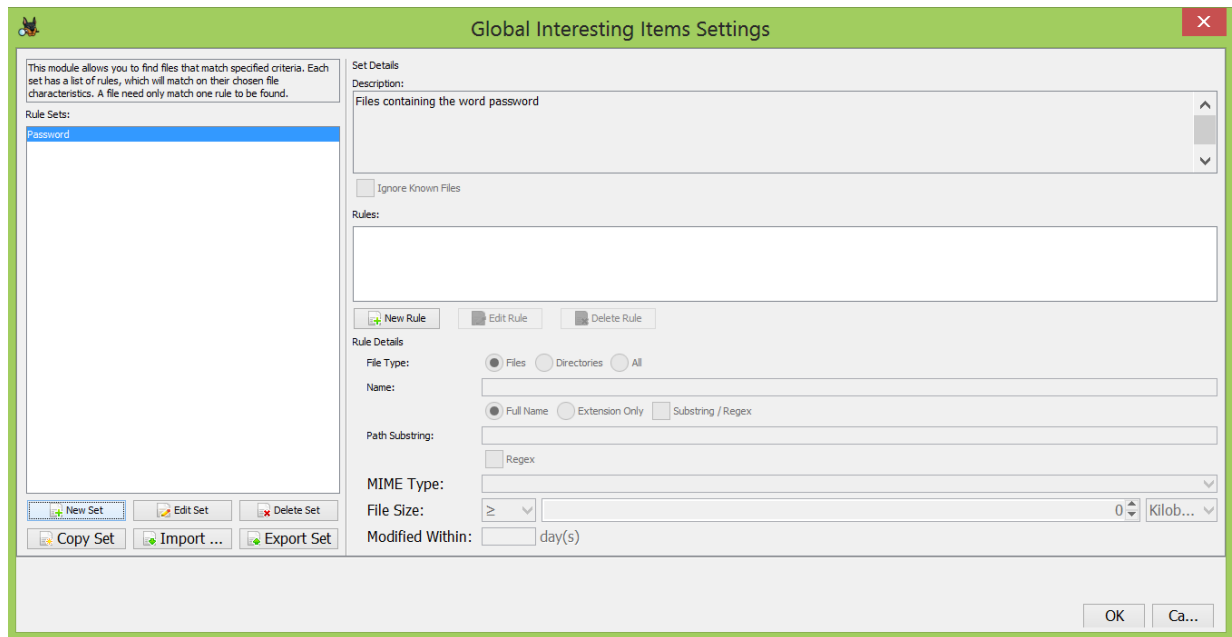 Global Interesting Items Settings
This module allows you to find files that match specified criteria. Each
set has a list of rules, which will match on their chosen file
characteristics. A file need only match one rule to be found.
Rule Sets:
Password
New Set
Edit Set
Delete Set
Copy Set
Import ...
Export Set
Set Details
Description:
Files containing the word password
Ignore Known Files
Rules:
New Rule
Edit Rule
Delete Rule
Rule Details
File Type:
Files
Directories
All
Name:
Full Name
Extension Only
Substring / Regex
Path Substring:
Regex
MIME Type:
File Size:
≥
0
Kilob...
Modified Within:
day(s)
OK
Ca...